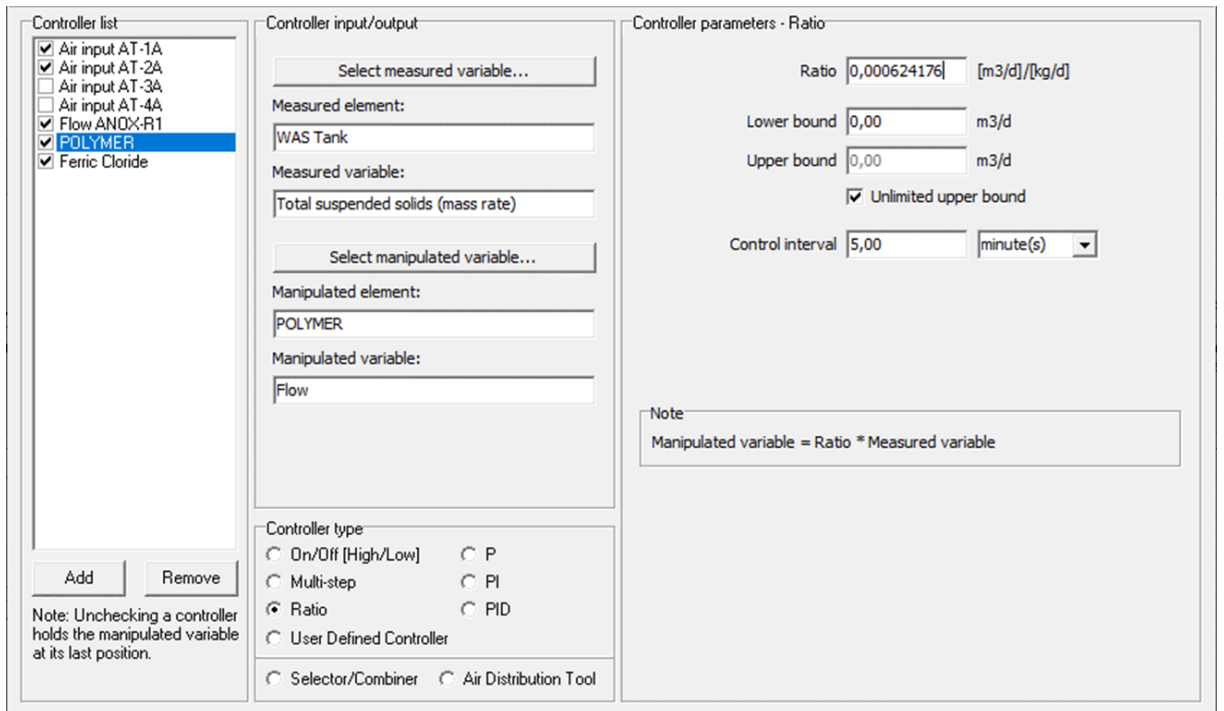 Controller list
Air input AT-1A
Air input AT-2A
Air input AT-3A
Air input AT-4A
Flow ANOX-R1
POLYMER
Ferric Cloride
Add
Remove
Note: Unchecking a controller
holds the manipulated variable
at its last position.
Controller input/output
Select measured variable...
Measured element:
WAS Tank
Measured variable:
Total suspended solids (mass rate)
Select manipulated variable...
Manipulated element:
POLYMER
Manipulated variable:
Flow
Controller type
On/Off [High/Low]
P
Multi-step
PI
Ratio
PID
User Defined Controller
Selector/Combiner
Air Distribution Tool
Controller parameters - Ratio
Ratio 0,000624176 [m3/d]/[kg/d]
Lower bound 0,00 m3/d
Upper bound 0,00 m3/d
Unlimited upper bound
Control interval 5,00 minute(s)
Note
Manipulated variable = Ratio * Measured variable